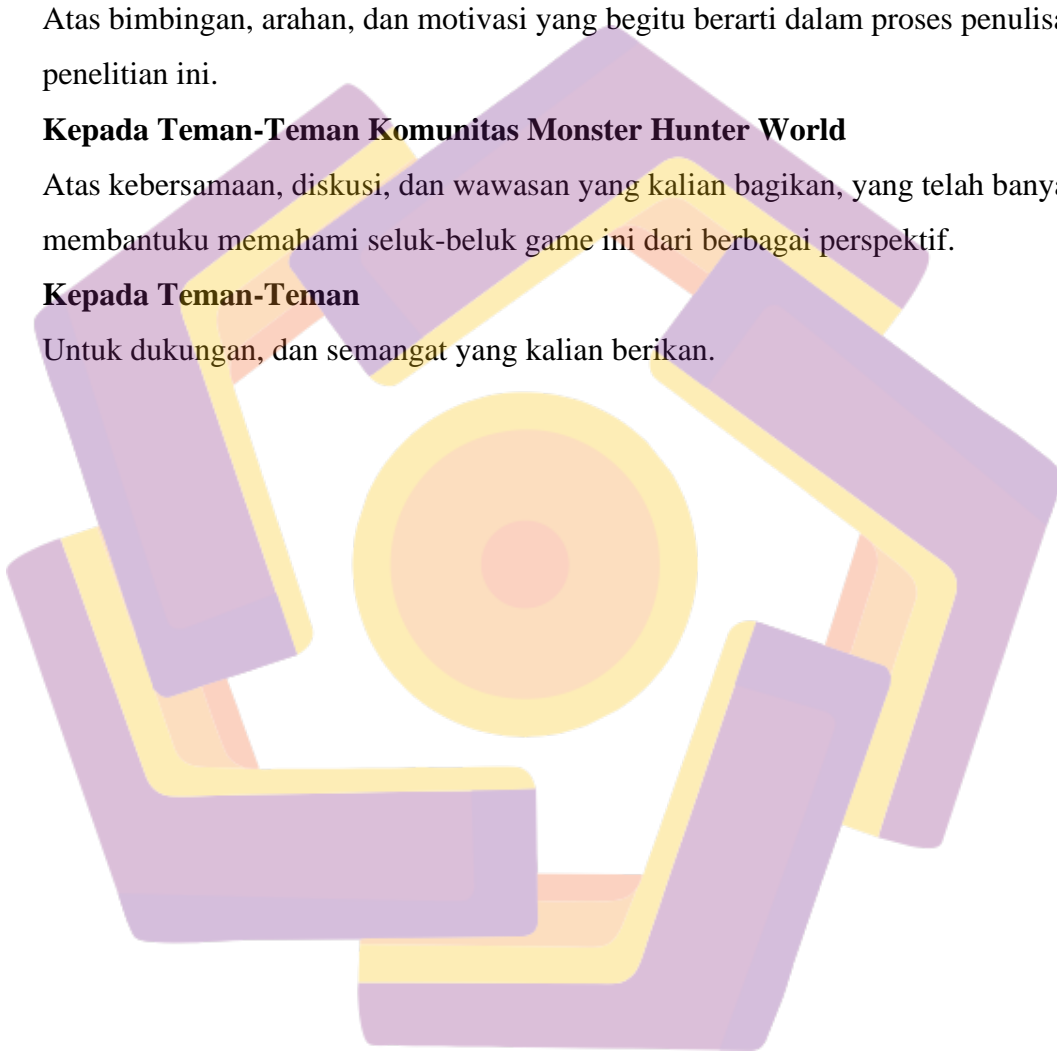 Atas bimbingan, arahan, dan motivasi yang begitu berarti dalam proses penulisa
penelitian ini.
Kepada Teman-Teman Komunitas Monster Hunter World
Atas kebersamaan, diskusi, dan wawasan yang kalian bagikan, yang telah banya
membantuku memahami seluk-beluk game ini dari berbagai perspektif.
Kepada Teman-Teman
Untuk dukungan, dan semangat yang kalian berikan.